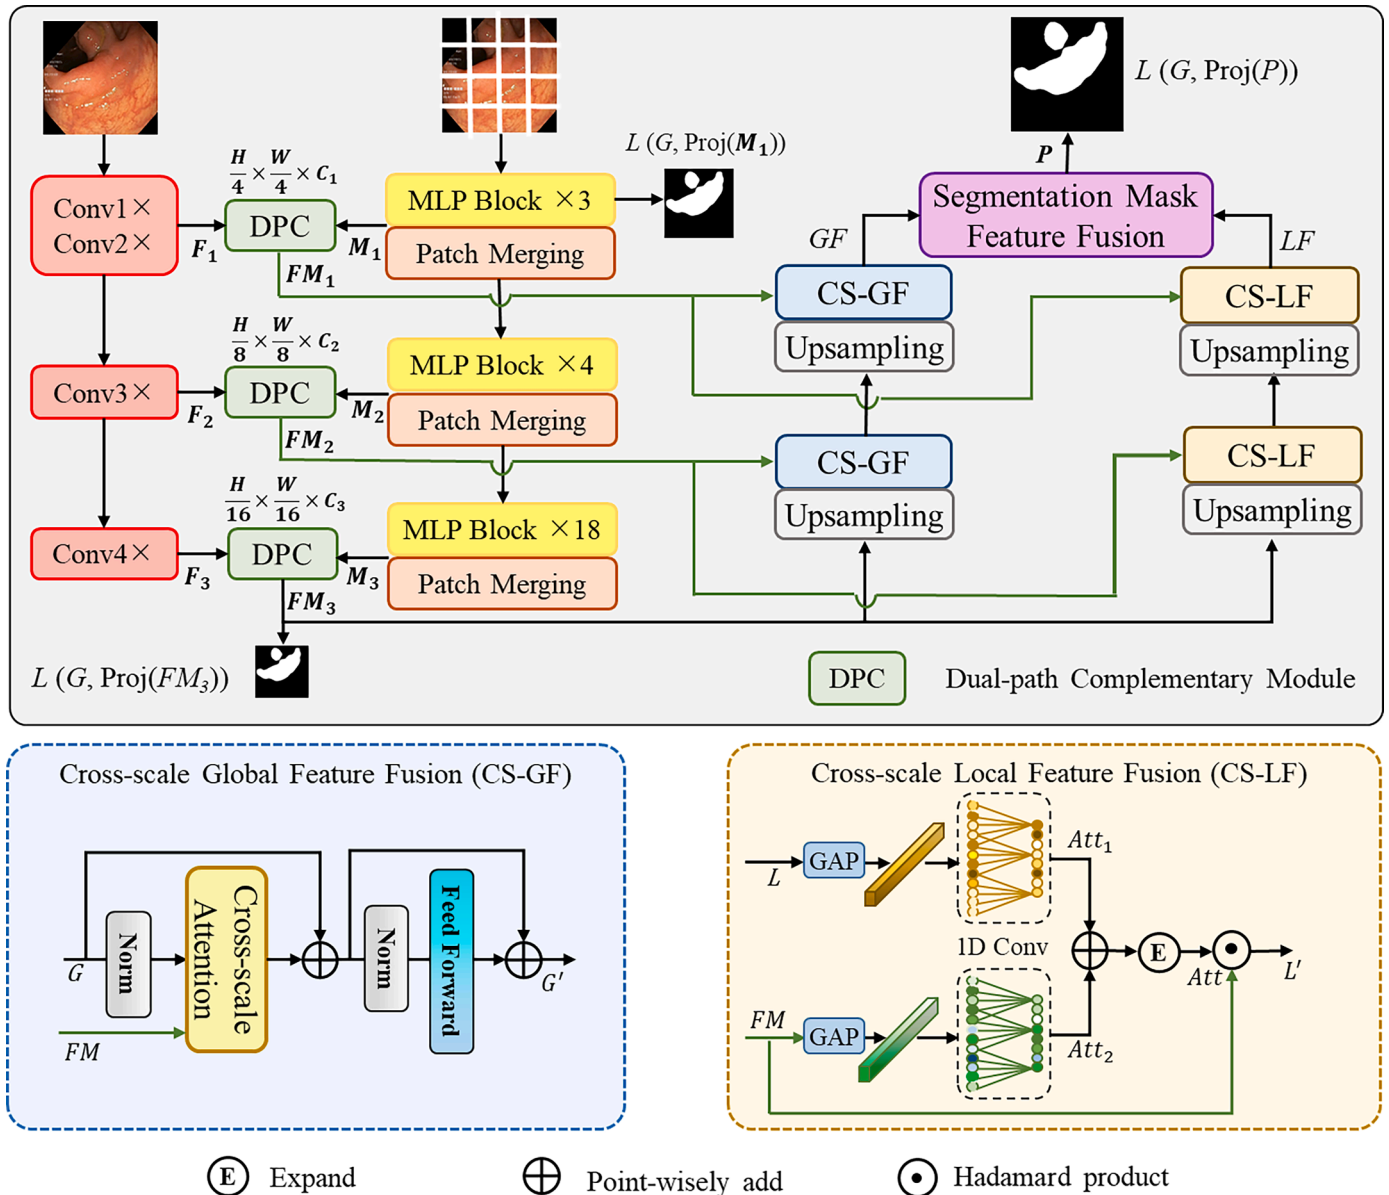 L (G, Proj(P))
P
L (G, Proj(M₁))
H/4 × W/4 × C₁
Conv1×
Conv2×
F₁
DPC
M₁
MLP Block ×3
Patch Merging
Segmentation Mask
Feature Fusion
GF
LF
FM₁
CS-GF
Upsampling
CS-LF
Upsampling
H/8 × W/8 × C₂
Conv3×
F₂
DPC
M₂
MLP Block ×4
Patch Merging
FM₂
CS-GF
Upsampling
CS-LF
Upsampling
H/16 × W/16 × C₃
Conv4×
F₃
DPC
M₃
MLP Block ×18
Patch Merging
FM₃
L (G, Proj(FM₃))
DPC
Dual-path Complementary Module
Cross-scale Global Feature Fusion (CS-GF)
G
Norm
Cross-scale
Attention
FM
Norm
Feed Forward
G'
Cross-scale Local Feature Fusion (CS-LF)
L
GAP
Att₁
1D Conv
E
Att
L'
FM
GAP
Att₂
E Expand
Point-wisely add
Hadamard product